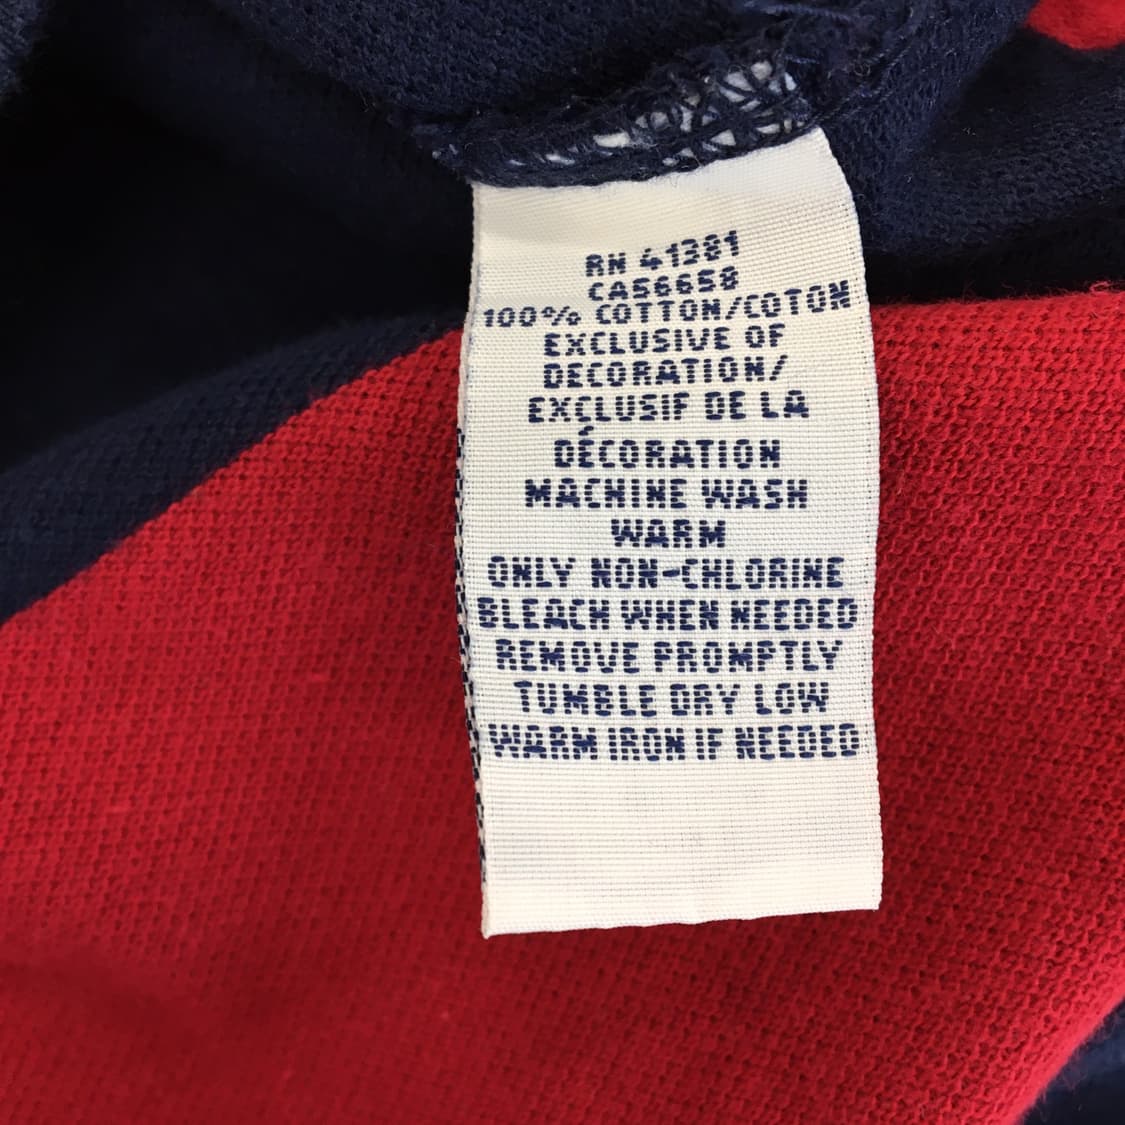 RN 41381
CA56658
100% COTTON/COTON
EXCLUSIVE OF
DECORATION/
EXCLUSIF DE LA
DÉCORATION
MACHINE WASH
WARM
ONLY NON-CHLORINE
BLEACH WHEN NEEDED
REMOVE PROMPTLY
TUMBLE DRY LOW
WARM IRON IF NEEDED